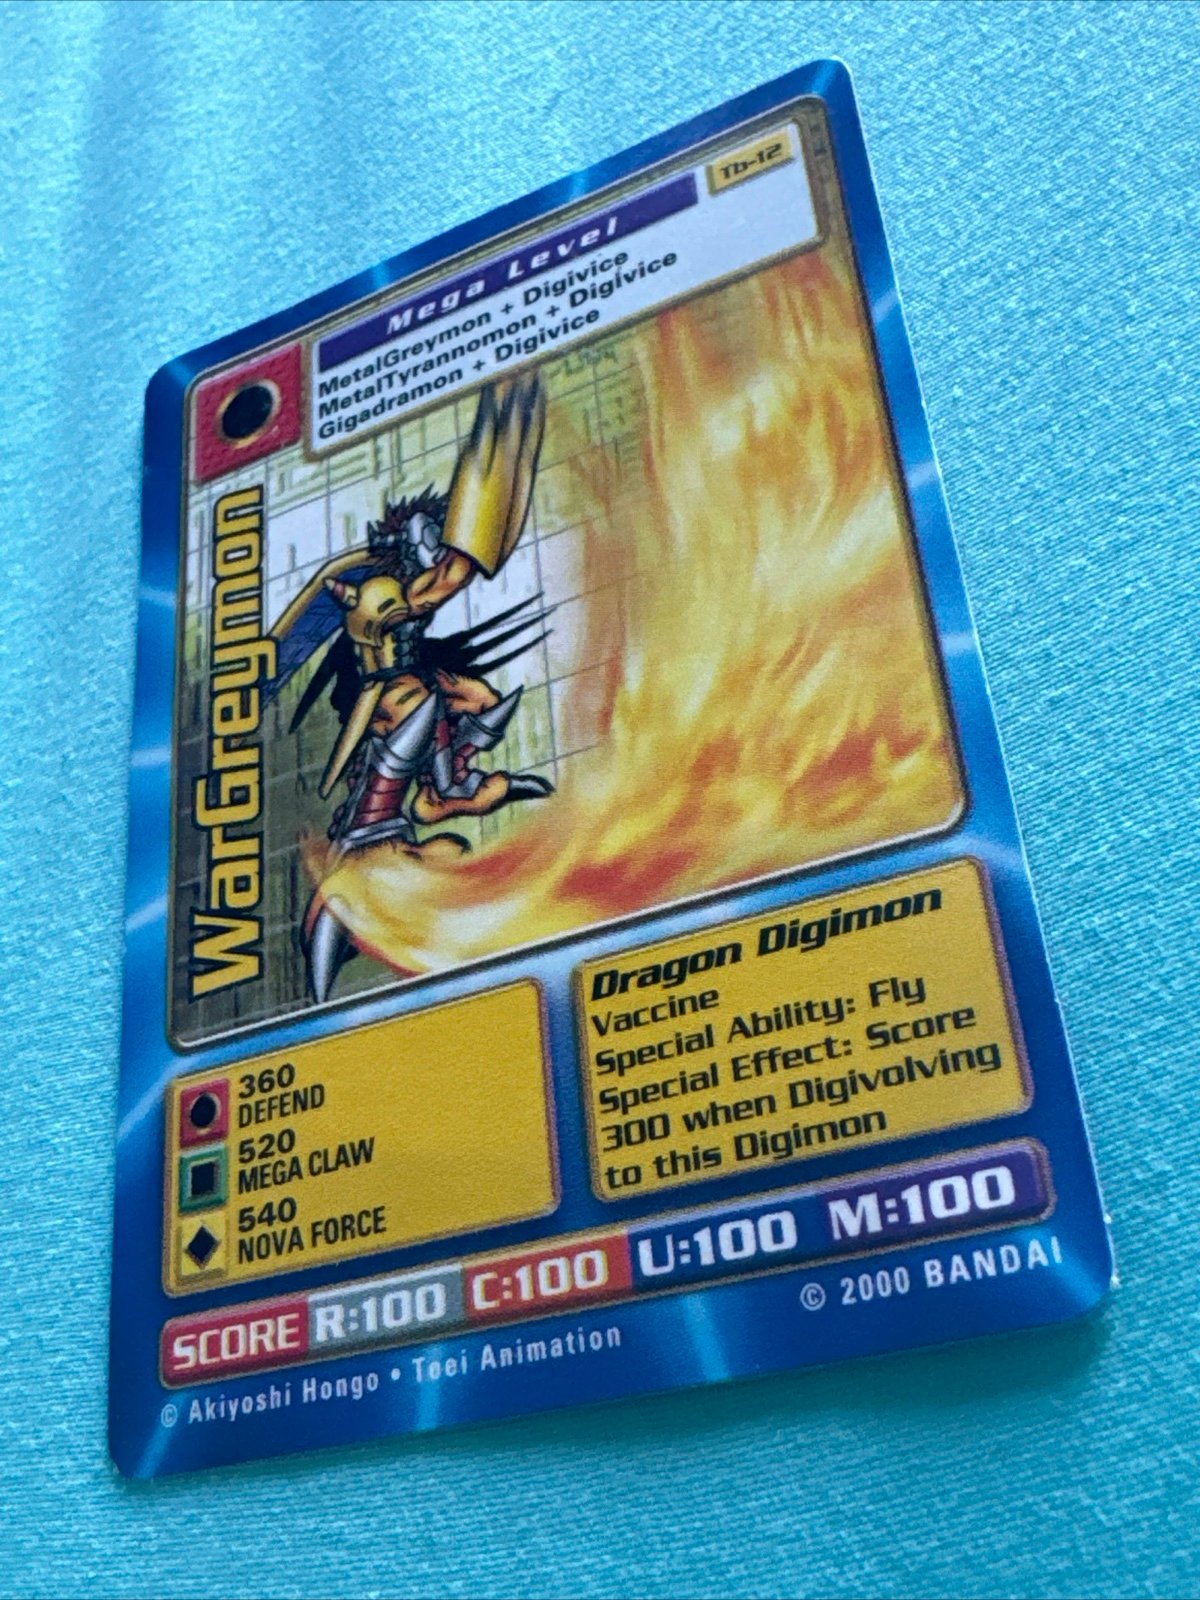 Tb-12
Mega Level
MetalGreymon + Digivice
MetalTyrannomon + Digivice
Gigadramon + Digivice
WarGreymon
360
DEFEND
520
MEGA CLAW
540
NOVA FORCE
Dragon Digimon
Vaccine
Special Ability: Fly
Special Effect: Score
300 when Digivolving
to this Digimon
SCORE R:100 C:100 U:100 M:100
© Akiyoshi Hongo • Toei Animation
© 2000 BANDAI